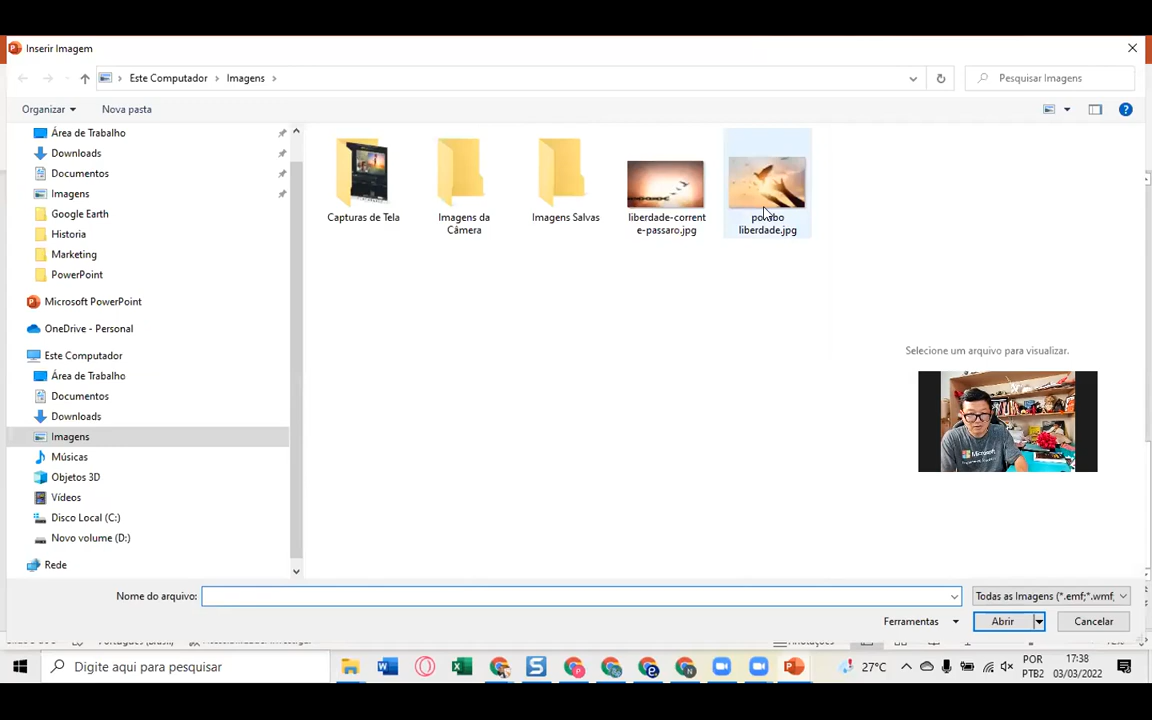 Inserir Imagem
Este Computador
Imagens
Pesquisar Imagens
Organizar
Nova pasta
Área de Trabalho
Downloads
Documentos
Imagens
Google Earth
Historia
Marketing
PowerPoint
Microsoft PowerPoint
OneDrive - Personal
Este Computador
Área de Trabalho
Documentos
Downloads
Imagens
Músicas
Objetos 3D
Vídeos
Disco Local (C:)
Novo volume (D:)
Rede
Capturas de Tela
Imagens da
Câmera
Imagens Salvas
liberdade-corrent
e-passaro.jpg
liberdade.jpg
Selecione um arquivo para visualizar.
Microsoft
Nome do arquivo:
Todas as Imagens (*.emf;*.wmf;
Ferramentas
Abrir
Cancelar
Digite aqui para pesquisar
27°C
POR
PTB2
17:38
03/03/2022